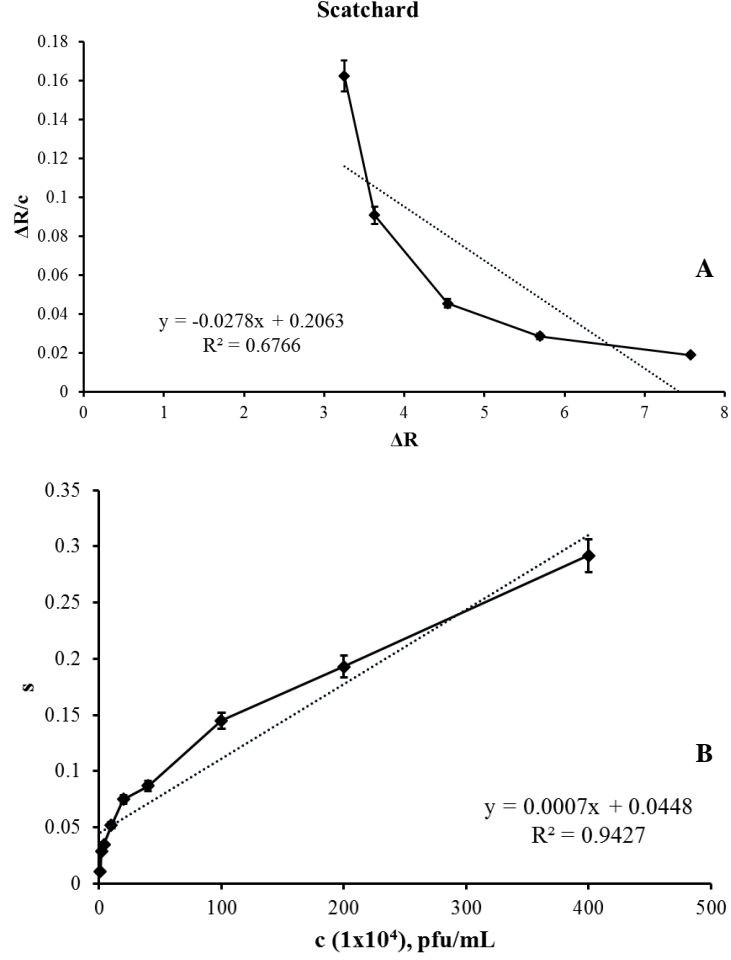 Scatchard
0.18
0.16
0.14
0.12
0.1
0.08
0.06
0.04
0.02
0
ΔR/c
A
y = -0.0278x + 0.2063
R² = 0.6766
0 1 2 3 4 5 6 7 8
ΔR
0.35
0.3
0.25
0.2
0.15
0.1
0.05
0
s
B
y = 0.0007x + 0.0448
R² = 0.9427
0 100 200 300 400 500
c (1x10⁴), pfu/mL